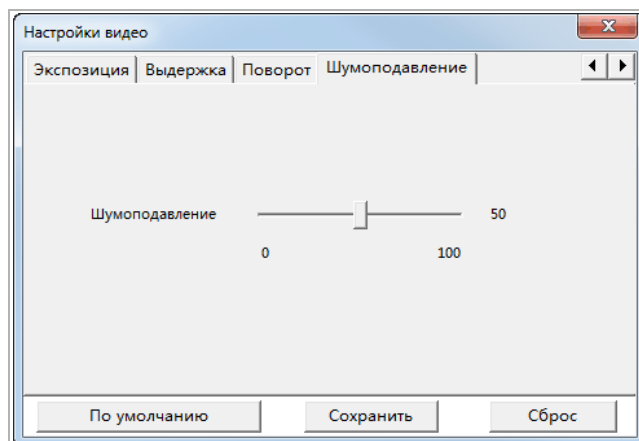 Настройки видео
Экспозиция Выдержка Поворот Шумоподавление
Шумоподавление 50
0 100
По умолчанию Сохранить Сброс